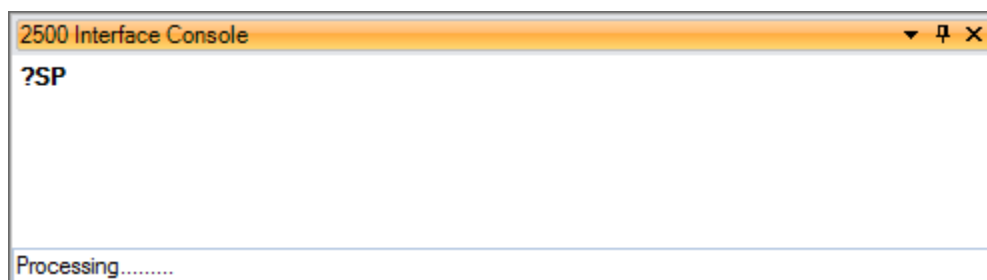 2500 Interface Console
?SP
Processing.........